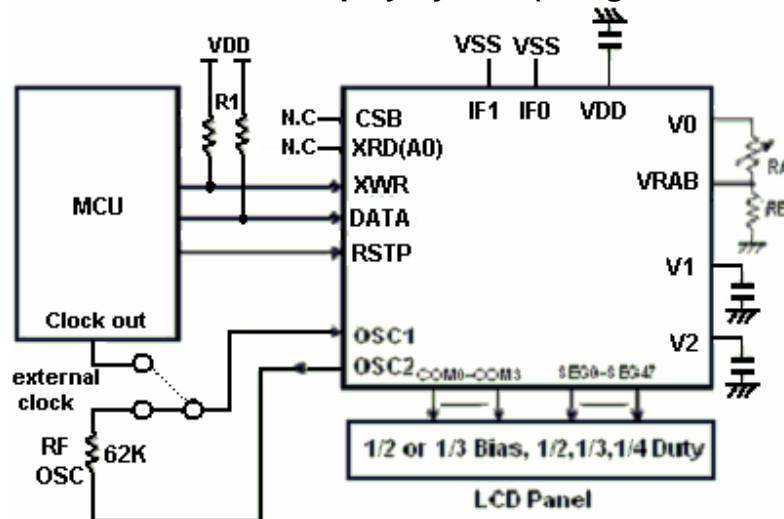 VDD
R1
MCU
Clock out
external
clock
RF
OSC
62K
N.C
N.C
VSS VSS
IF1 IF0 VDD
CSB
XRD(A0)
XWR
DATA
RSTP
OSC1
OSC2
COM0~COM3
SEG0~SEG47
V0
VRAB
V1
V2
1/2 or 1/3 Bias, 1/2,1/3,1/4 Duty
LCD Panel